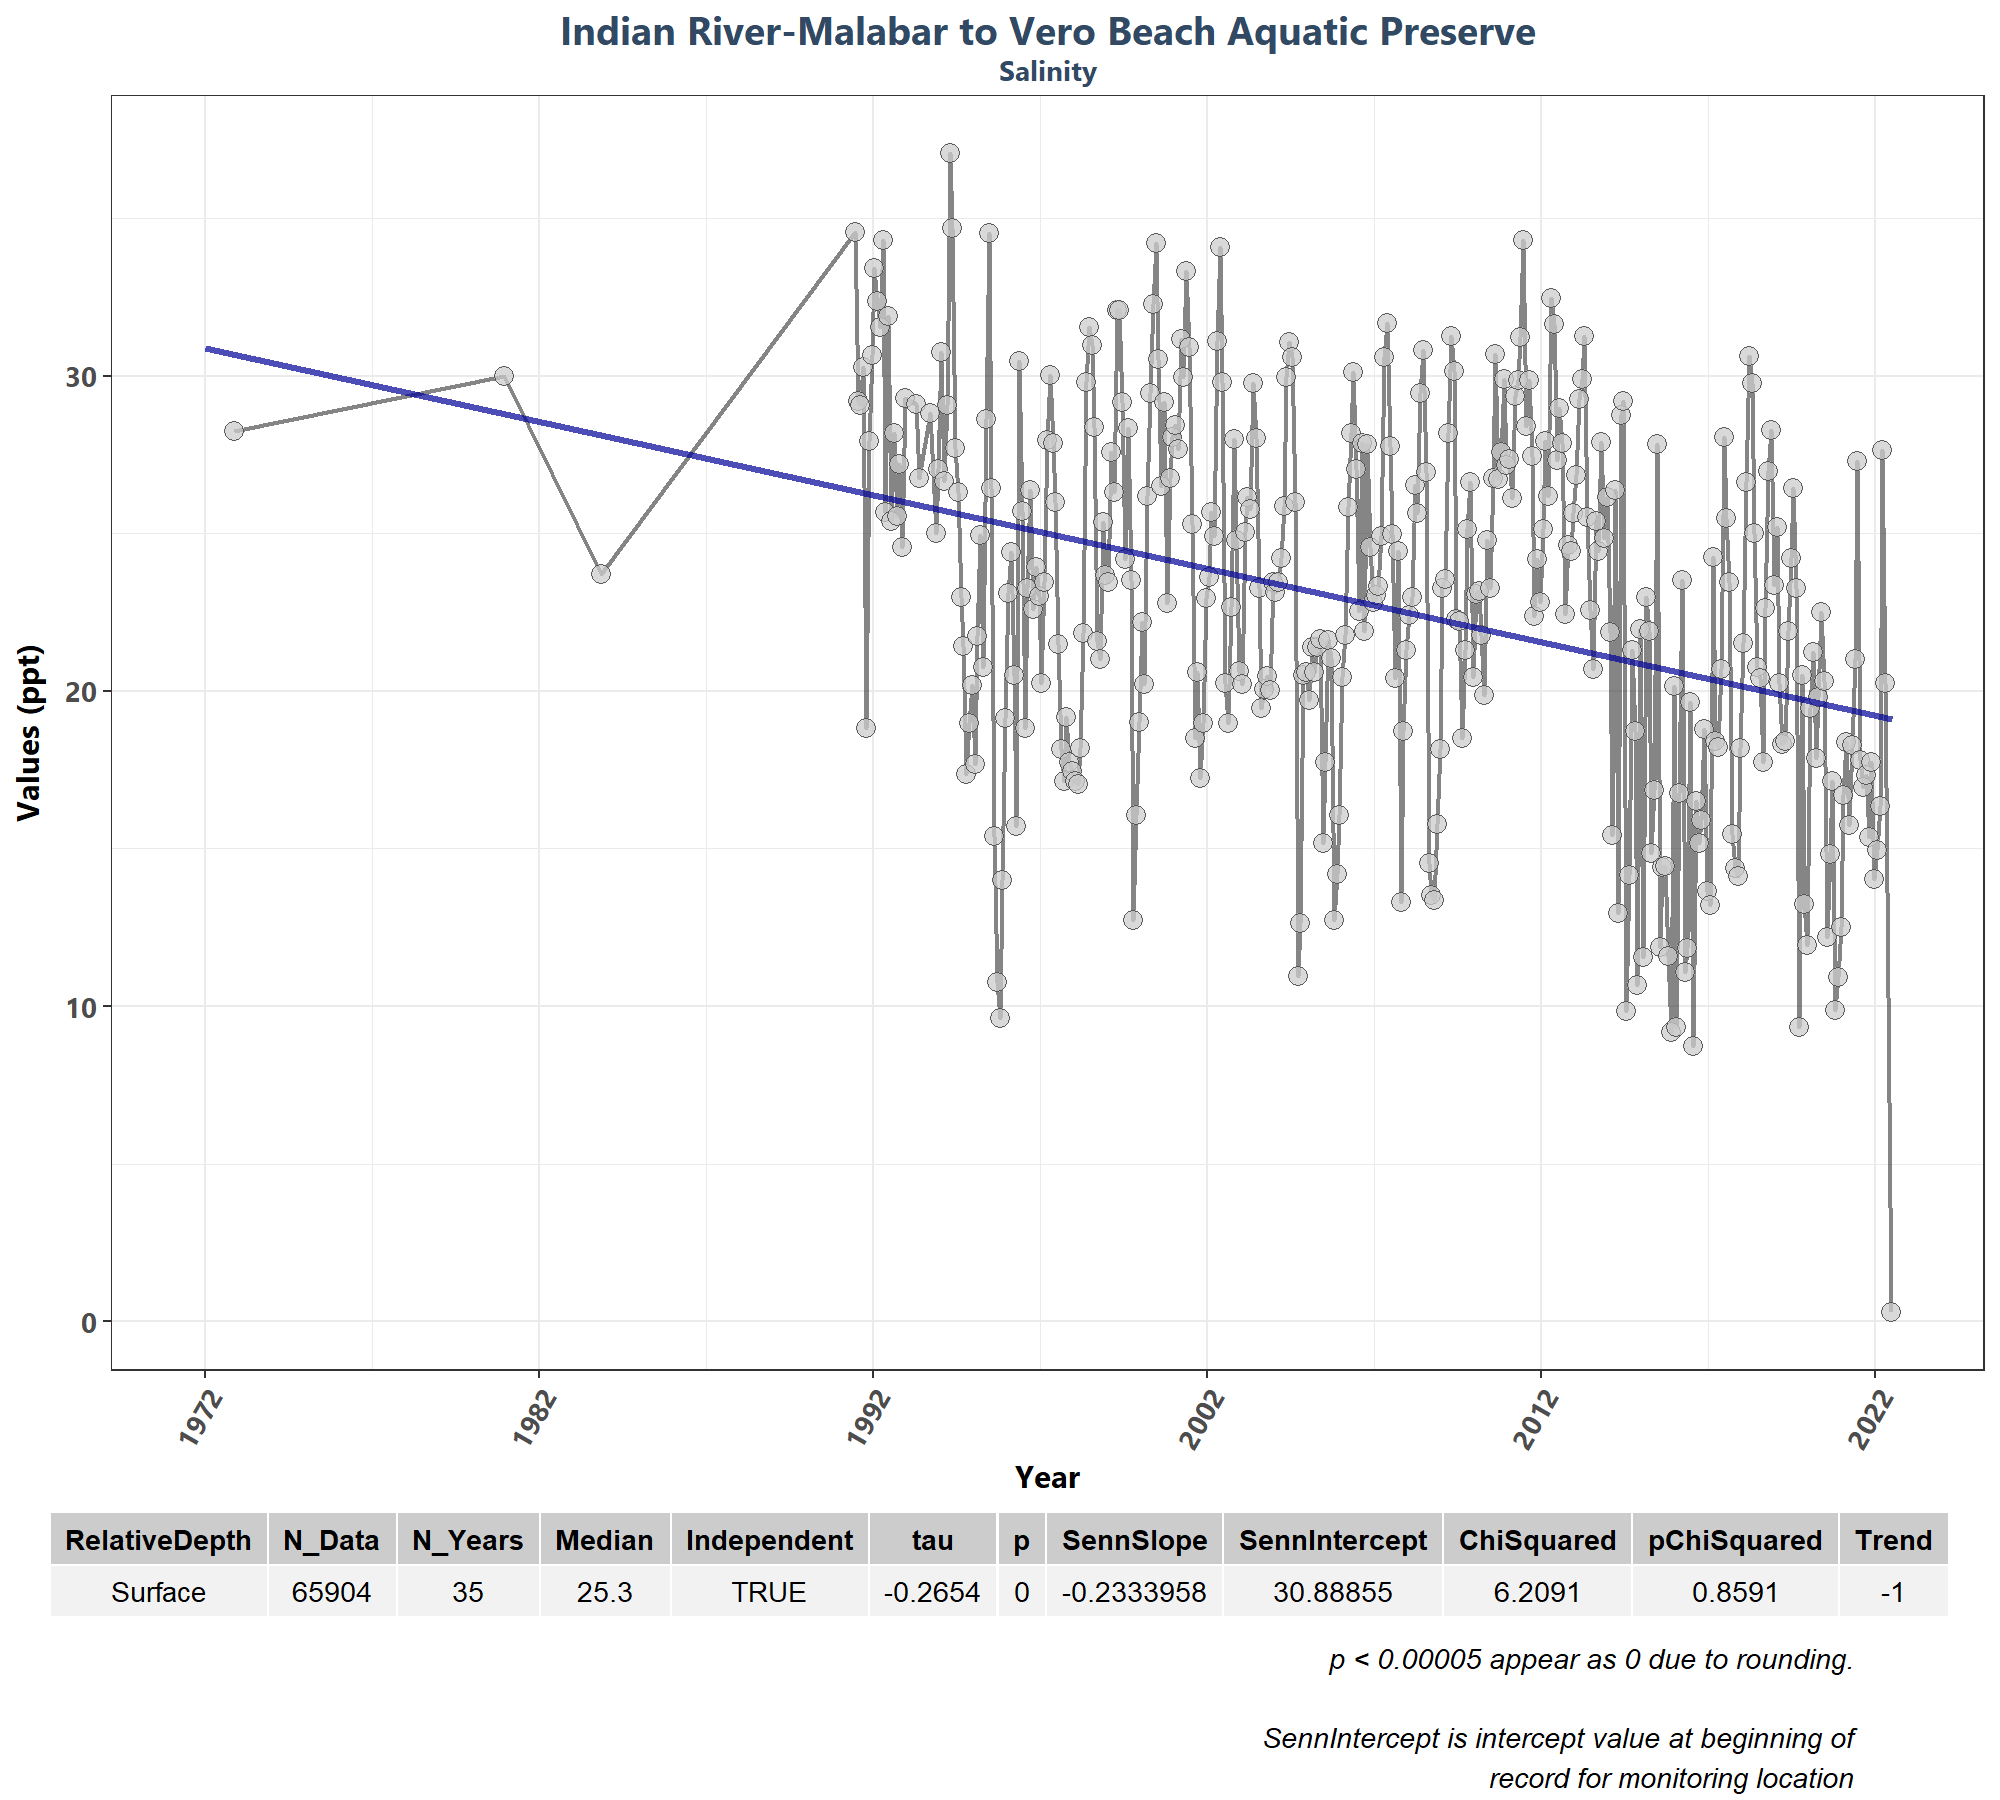 Indian River-Malabar to Vero Beach Aquatic Preserve
Salinity
Values (ppt)
30
20
10
0
1972 1982 1992 2002 2012 2022
Year
RelativeDepth N_Data N_Years Median Independent tau p SennSlope SennIntercept ChiSquared pChiSquared Trend
Surface 65904 35 25.3 TRUE -0.2654 0 -0.2333958 30.88855 6.2091 0.8591 -1
p < 0.00005 appear as 0 due to rounding.
SennIntercept is intercept value at beginning of
record for monitoring location